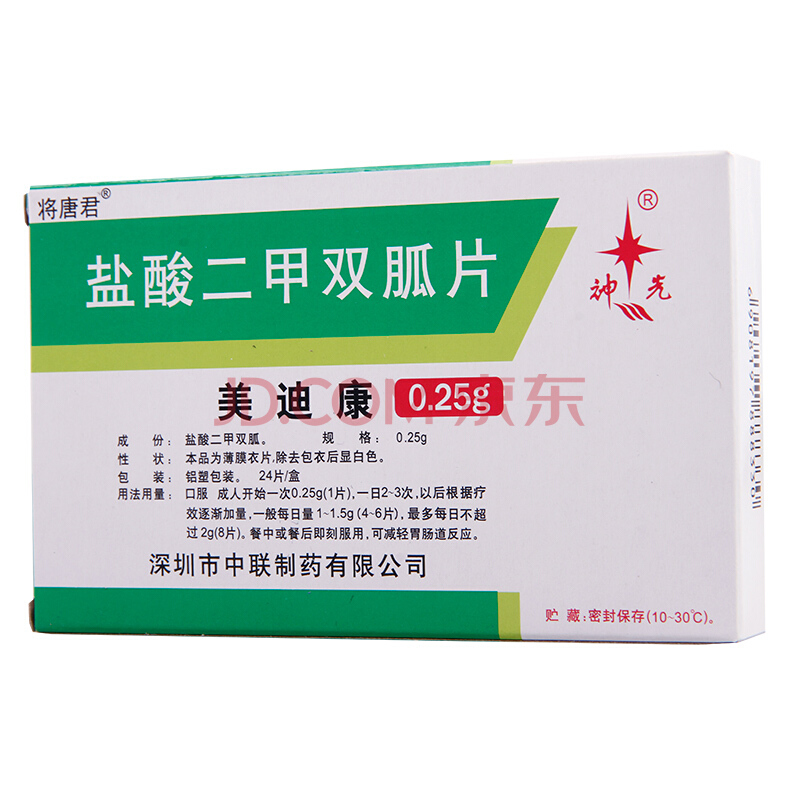 将唐君®
盐酸二甲双胍片
®
神光
美迪康 0.25g
JD.COM 京东
成份：盐酸二甲双胍。 规格：0.25g
性状：本品为薄膜衣片，除去包衣后显白色。
包装：铝塑包装。 24片/盒
用法用量：口服 成人开始一次0.25g(1片)，一日2~3次，以后根据疗
效逐渐加量，一般每日量1~1.5g(4~6片)，最多每日不超
过2g(8片)。餐中或餐后即刻服用，可减轻胃肠道反应。
深圳市中联制药有限公司
贮藏：密封保存(10~30℃)。